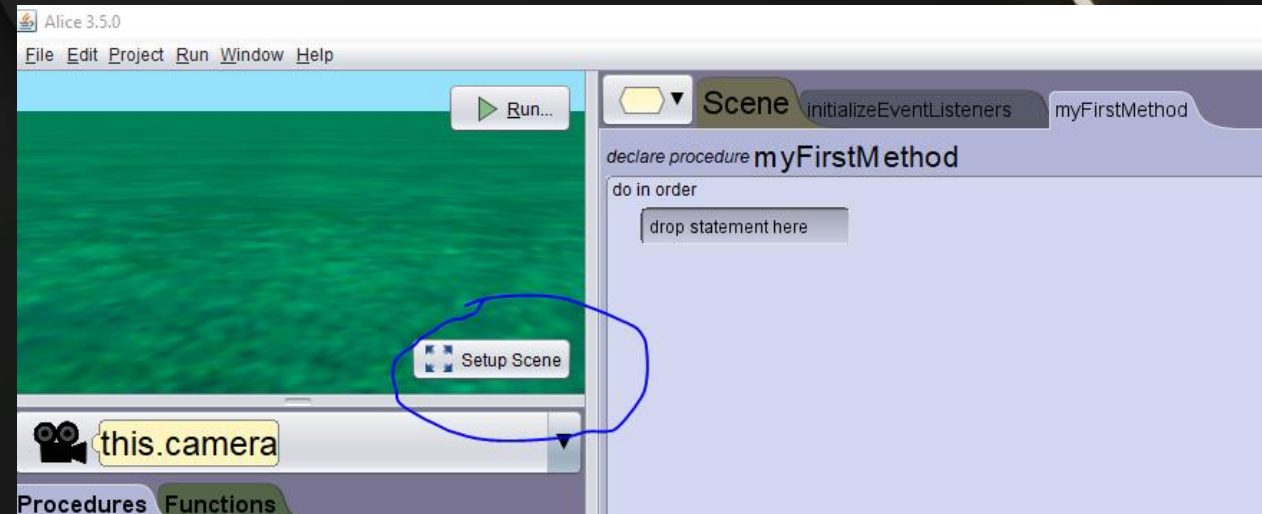 Alice 3.5.0
File Edit Project Run Window Help
Run...
Setup Scene
this.camera
Procedures Functions
Scene initializeEventListeners myFirstMethod
declare procedure myFirstMethod
do in order
drop statement here